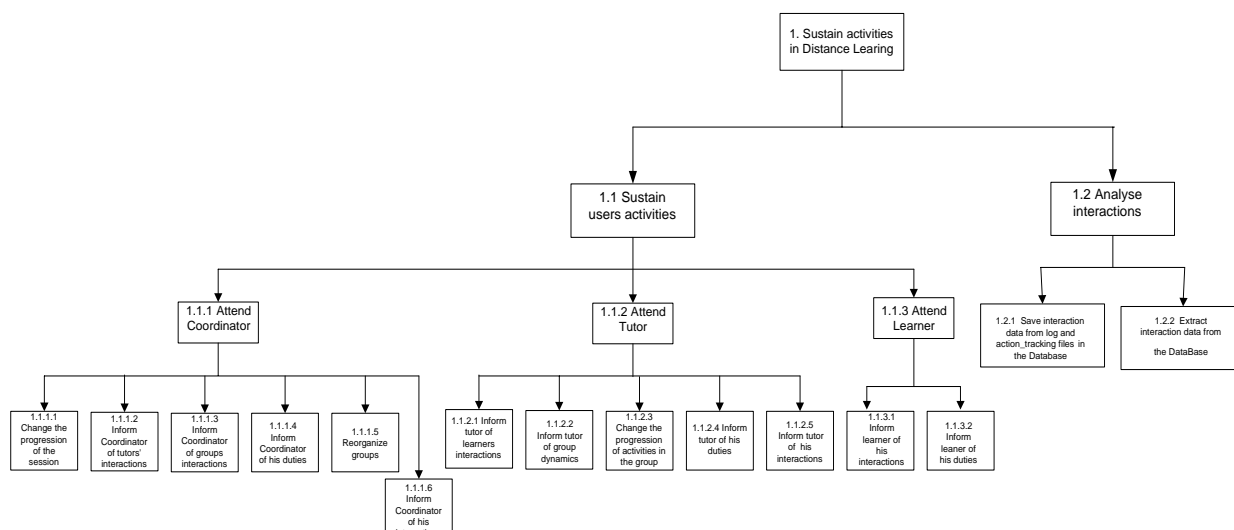 1. Sustain activities
in Distance Learing
1.1 Sustain
users activities
1.2 Analyse
interactions
1.1.1 Attend
Coordinator
1.1.2 Attend
Tutor
1.1.3 Attend
Learner
1.2.1 Save interaction
data from log and
action_tracking files in
the Database
1.2.2 Extract
interaction data from
the DataBase
1.1.1.1
Change the
progression
of the
session
1.1.1.2
Inform
Coordinator
of tutors'
interactions
1.1.1.3
Inform
Coordinator
of groups
interactions
1.1.1.4
Inform
Coordinator
of his duties
1.1.1.5
Reorganize
groups
1.1.1.6
Inform
Coordinator
of his
1.1.2.1 Inform
tutor of
learners
interactions
1.1.2.2
Inform tutor
of group
dynamics
1.1.2.3
Change the
progression
of activities in
the group
1.1.2.4 Inform
tutor of his
duties
1.1.2.5
Inform tutor
of his
interactions
1.1.3.1
Inform
learner of
his
interactions
1.1.3.2
Inform
leaner of
his duties